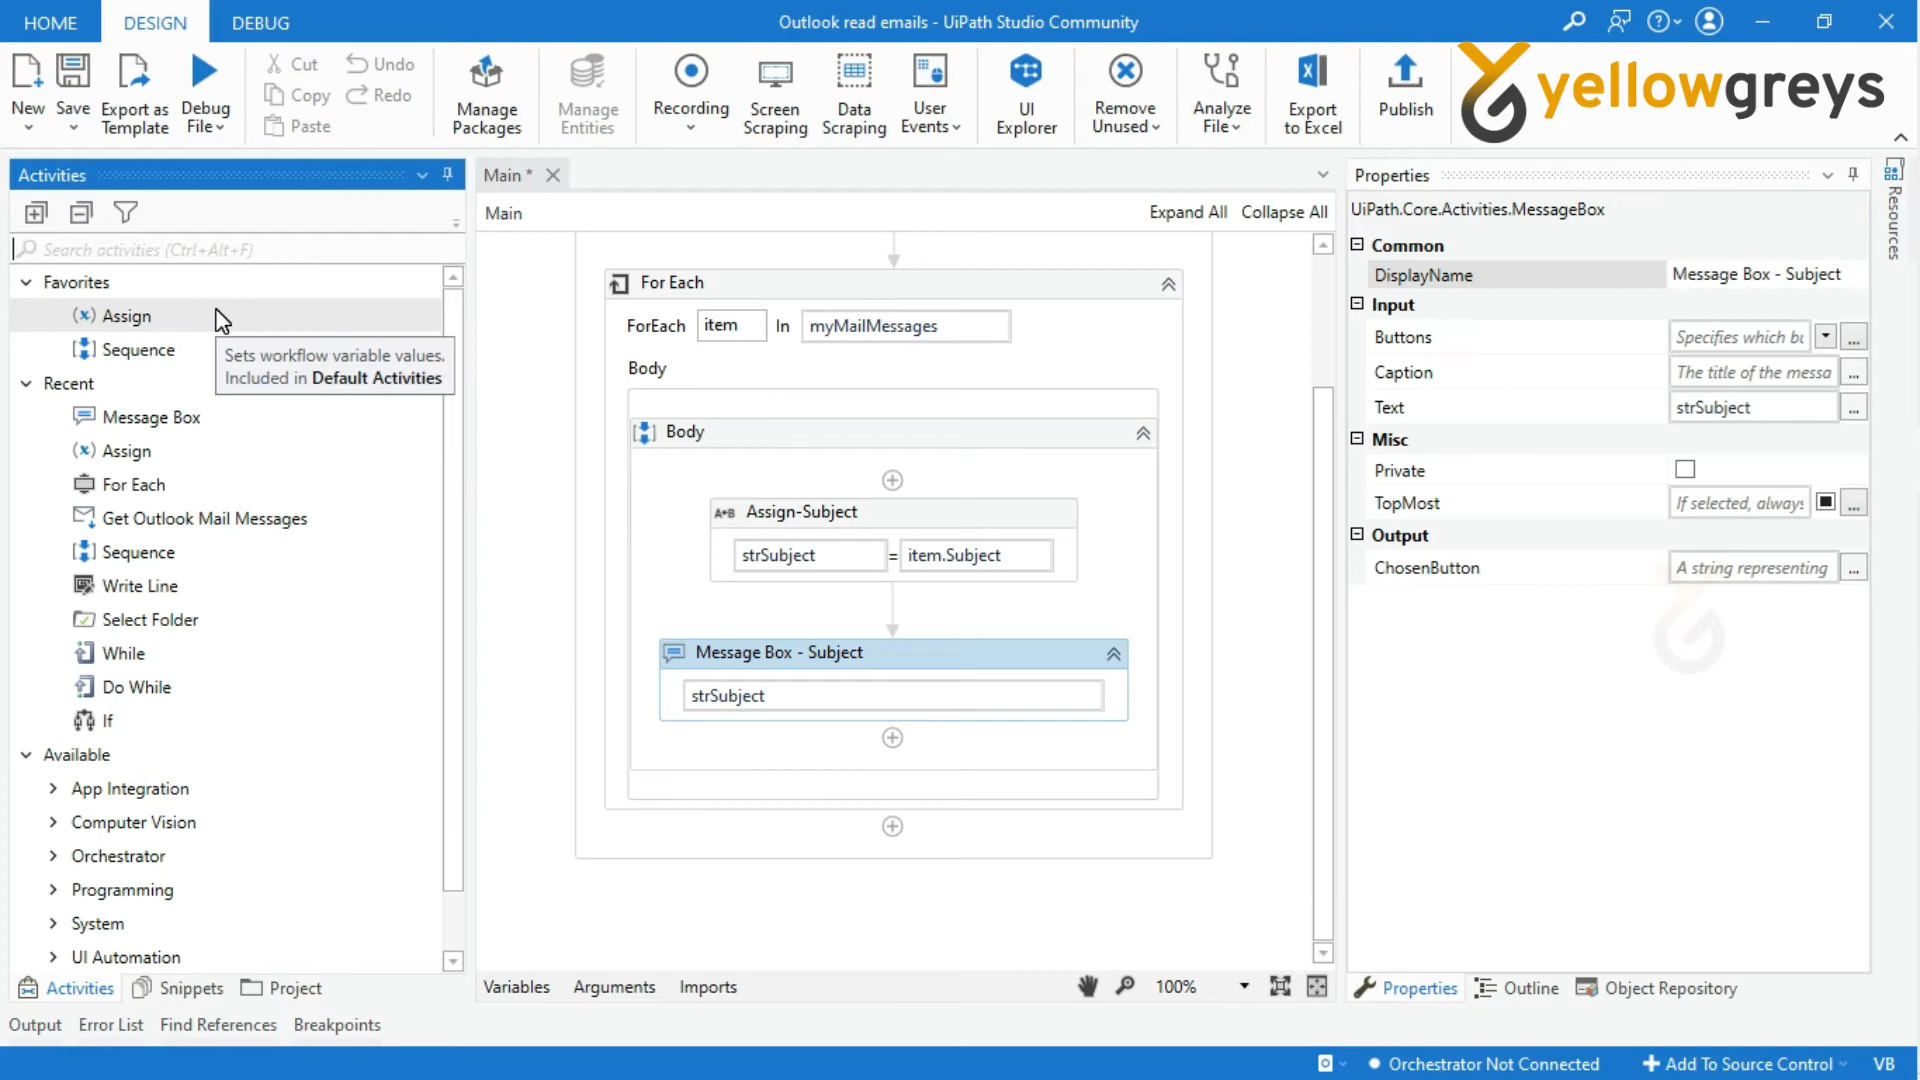 HOME DESIGN DEBUG Outlook read emails - UiPath Studio Community
New
Save
Export as Template
Debug File
Cut
Copy
Paste
Undo
Redo
Manage Packages
Manage Entities
Recording
Screen Scraping
Data Scraping
User Events
UI Explorer
Remove Unused
Analyze File
Export to Excel
Publish
yellowgreys
Activities
Search activities (Ctrl+Alt+F)
Favorites
(x) Assign
Sequence
Sets workflow variable values.
Included in Default Activities
Recent
Message Box
(x) Assign
For Each
Get Outlook Mail Messages
Sequence
Write Line
Select Folder
While
Do While
If
Available
App Integration
Computer Vision
Orchestrator
Programming
System
UI Automation
Activities Snippets Project
Main *
Main Expand All Collapse All
For Each
ForEach item In myMailMessages
Body
Body
A+B Assign-Subject
strSubject = item.Subject
Message Box - Subject
strSubject
Variables Arguments Imports 100%
Properties
UiPath.Core.Activities.MessageBox
Common
DisplayName Message Box - Subject
Input
Buttons Specifies which bu ...
Caption The title of the messa ...
Text strSubject ...
Misc
Private
TopMost If selected, always ...
Output
ChosenButton A string representing ...
Properties Outline Object Repository
Resources
Output Error List Find References Breakpoints
Orchestrator Not Connected Add To Source Control VB